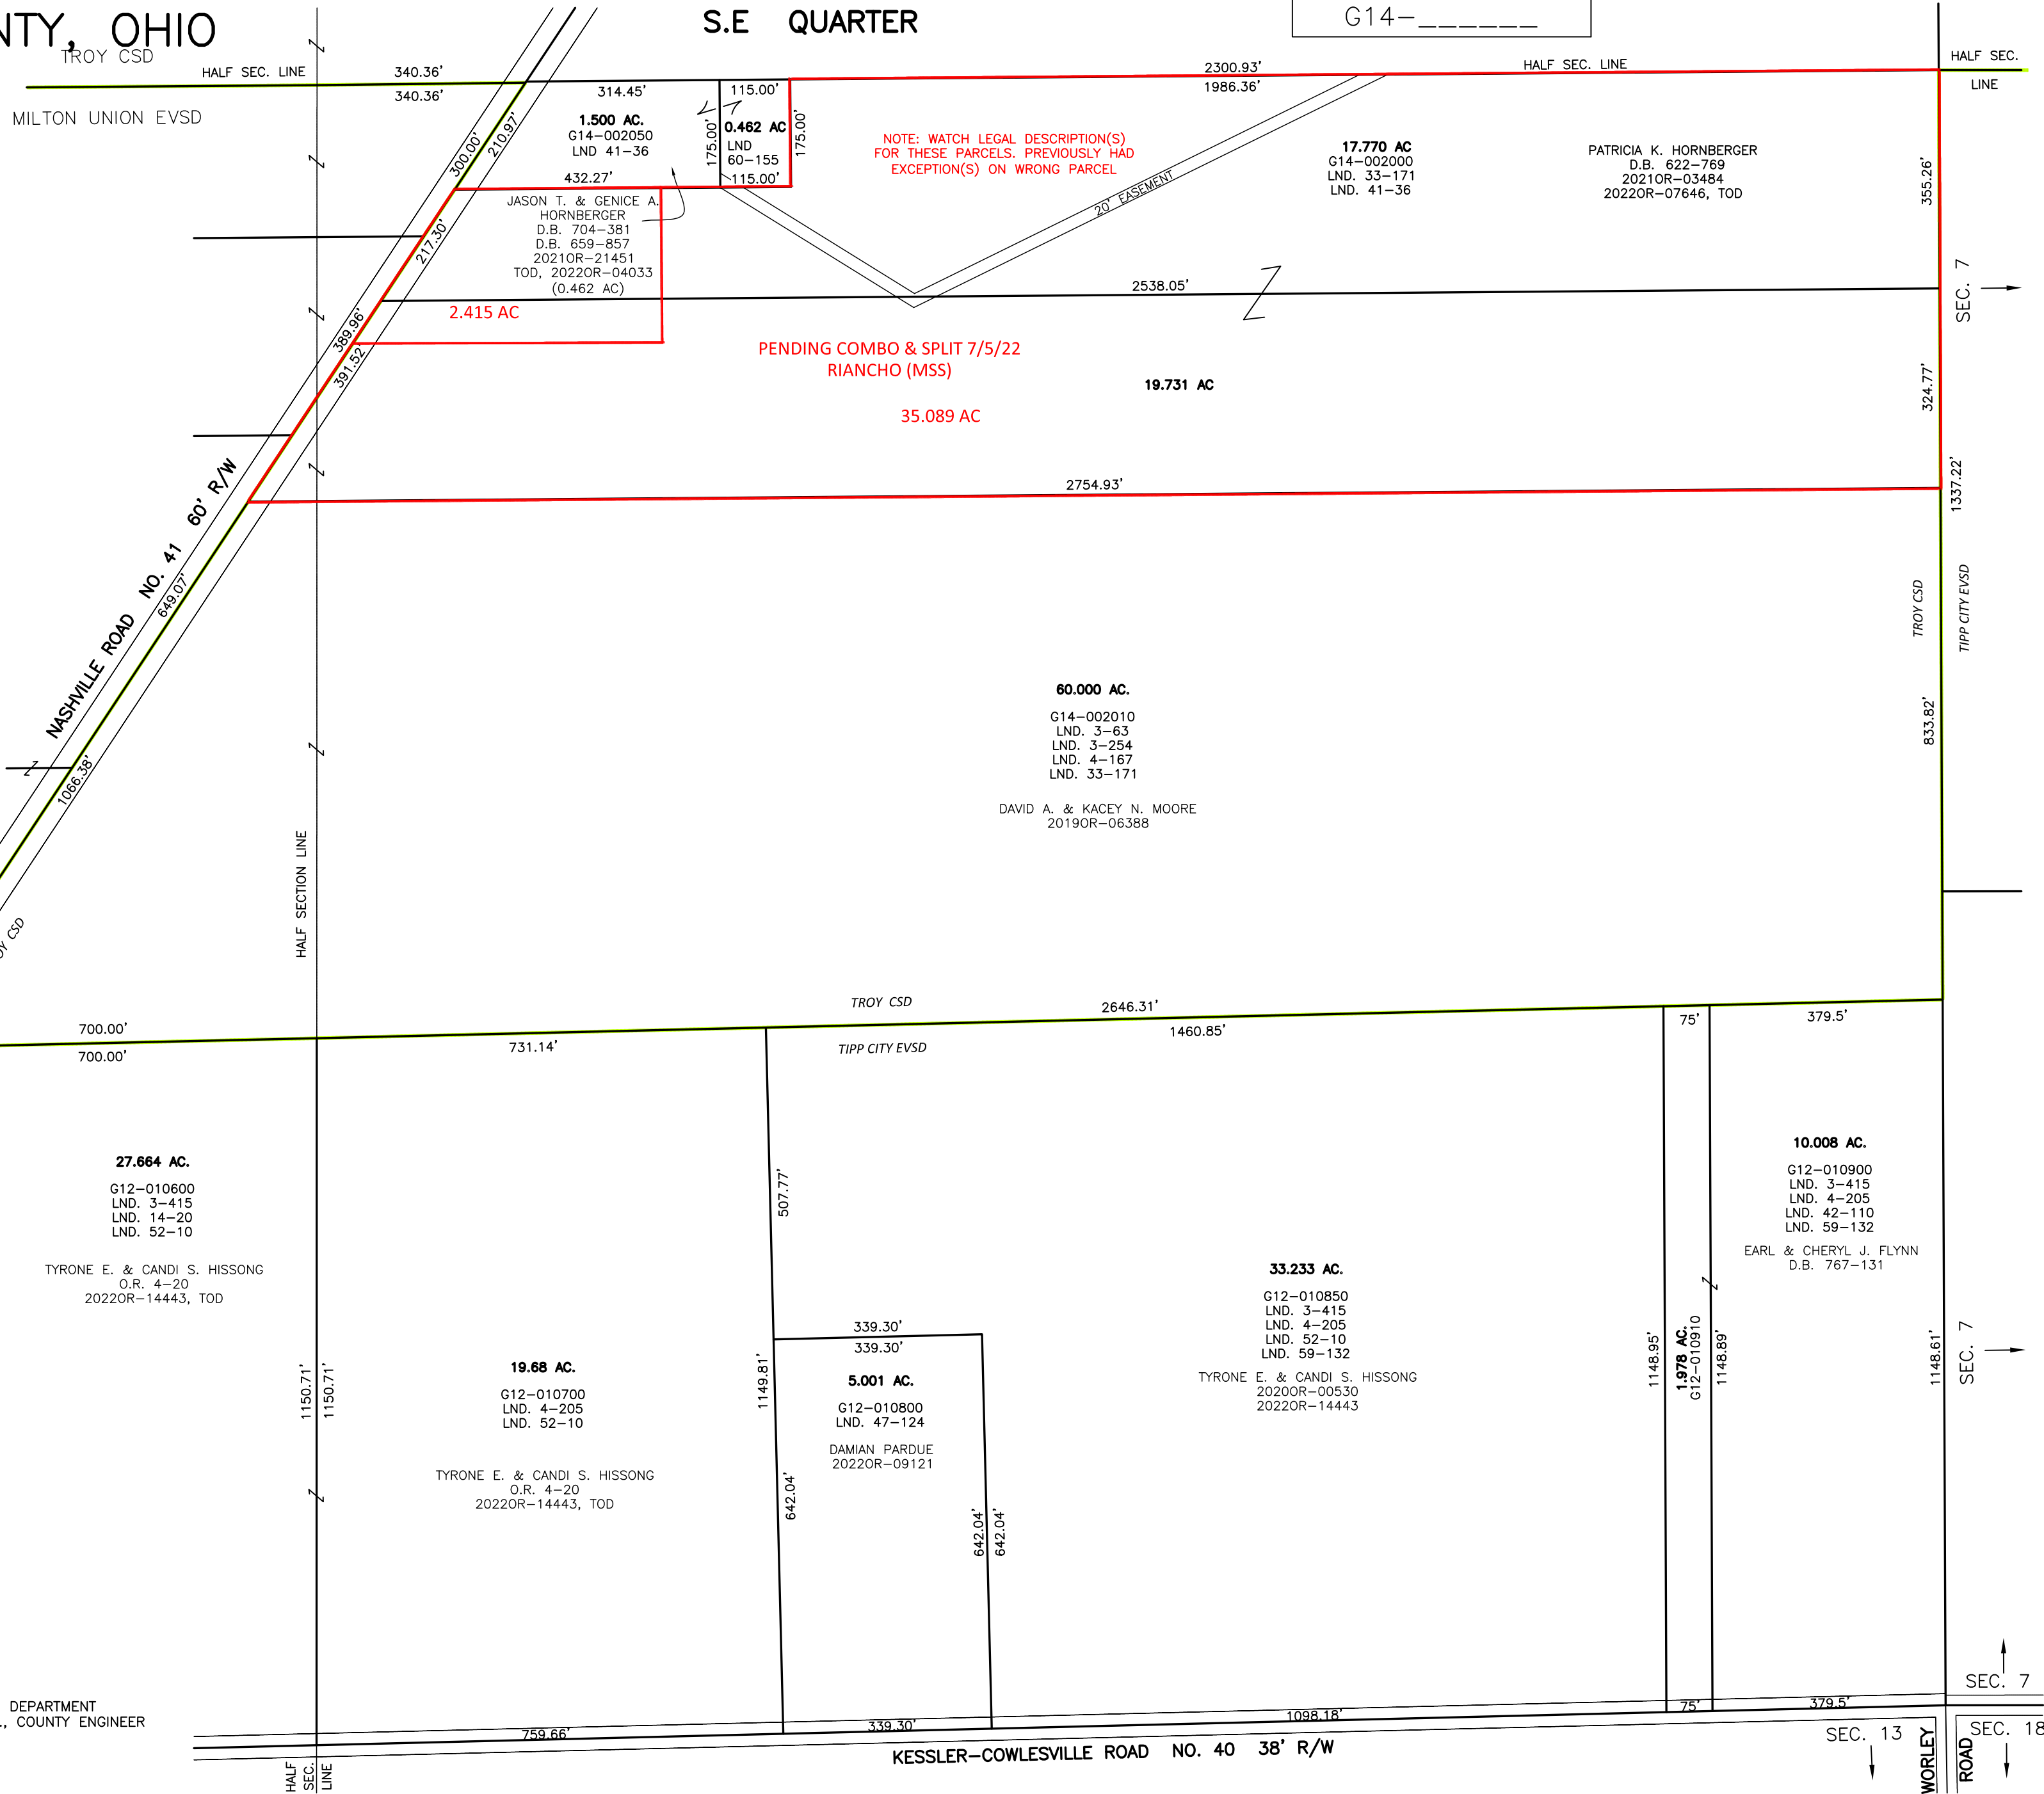 NTY, OHIO
S.E QUARTER
G14-______
TROY CSD
HALF SEC. LINE
340.36'
340.36'
MILTON UNION EVSD
314.45'
115.00'
2300.93'
1986.36'
HALF SEC. LINE
HALF SEC.
LINE
300.00'
210.97'
1.500 AC.
G14-002050
LND 41-36
432.27'
175.00'
0.462 AC
LND
60-155
115.00'
175.00'
NOTE: WATCH LEGAL DESCRIPTION(S)
FOR THESE PARCELS. PREVIOUSLY HAD
EXCEPTION(S) ON WRONG PARCEL
20' EASEMENT
17.770 AC
G14-002000
LND. 33-171
LND. 41-36
PATRICIA K. HORNBERGER
D.B. 622-769
2021OR-03484
2022OR-07646, TOD
355.26'
JASON T. & GENICE A.
HORNBERGER
D.B. 704-381
D.B. 659-857
2021OR-21451
TOD, 2022OR-04033
(0.462 AC)
217.30'
2538.05'
SEC. 7
2.415 AC
389.96'
391.52'
PENDING COMBO & SPLIT 7/5/22
RIANCHO (MSS)
19.731 AC
35.089 AC
324.77'
2754.93'
1337.22'
NASHVILLE ROAD NO. 41 60' R/W
649.07'
1066.38'
OY CSD
HALF SECTION LINE
TROY CSD
TIPP CITY EVSD
833.82'
60.000 AC.
G14-002010
LND. 3-63
LND. 3-254
LND. 4-167
LND. 33-171
DAVID A. & KACEY N. MOORE
2019OR-06388
TROY CSD
2646.31'
700.00'
700.00'
731.14'
TIPP CITY EVSD
1460.85'
75'
379.5'
27.664 AC.
G12-010600
LND. 3-415
LND. 14-20
LND. 52-10
TYRONE E. & CANDI S. HISSONG
O.R. 4-20
2022OR-14443, TOD
1150.71'
1150.71'
19.68 AC.
G12-010700
LND. 4-205
LND. 52-10
TYRONE E. & CANDI S. HISSONG
O.R. 4-20
2022OR-14443, TOD
507.77'
1149.81'
642.04'
339.30'
339.30'
5.001 AC.
G12-010800
LND. 47-124
DAMIAN PARDUE
2022OR-09121
642.04'
642.04'
33.233 AC.
G12-010850
LND. 3-415
LND. 4-205
LND. 52-10
LND. 59-132
TYRONE E. & CANDI S. HISSONG
2020OR-00530
2022OR-14443
1148.95'
1.978 AC.
G12-010910
1148.89'
10.008 AC.
G12-010900
LND. 3-415
LND. 4-205
LND. 42-110
LND. 59-132
EARL & CHERYL J. FLYNN
D.B. 767-131
1148.61'
SEC. 7
DEPARTMENT
., COUNTY ENGINEER
759.66'
339.30'
1098.18'
75'
379.5'
SEC. 7
KESSLER-COWLESVILLE ROAD NO. 40 38' R/W
HALF
SEC.
LINE
SEC. 13
WORLEY
ROAD
SEC. 18